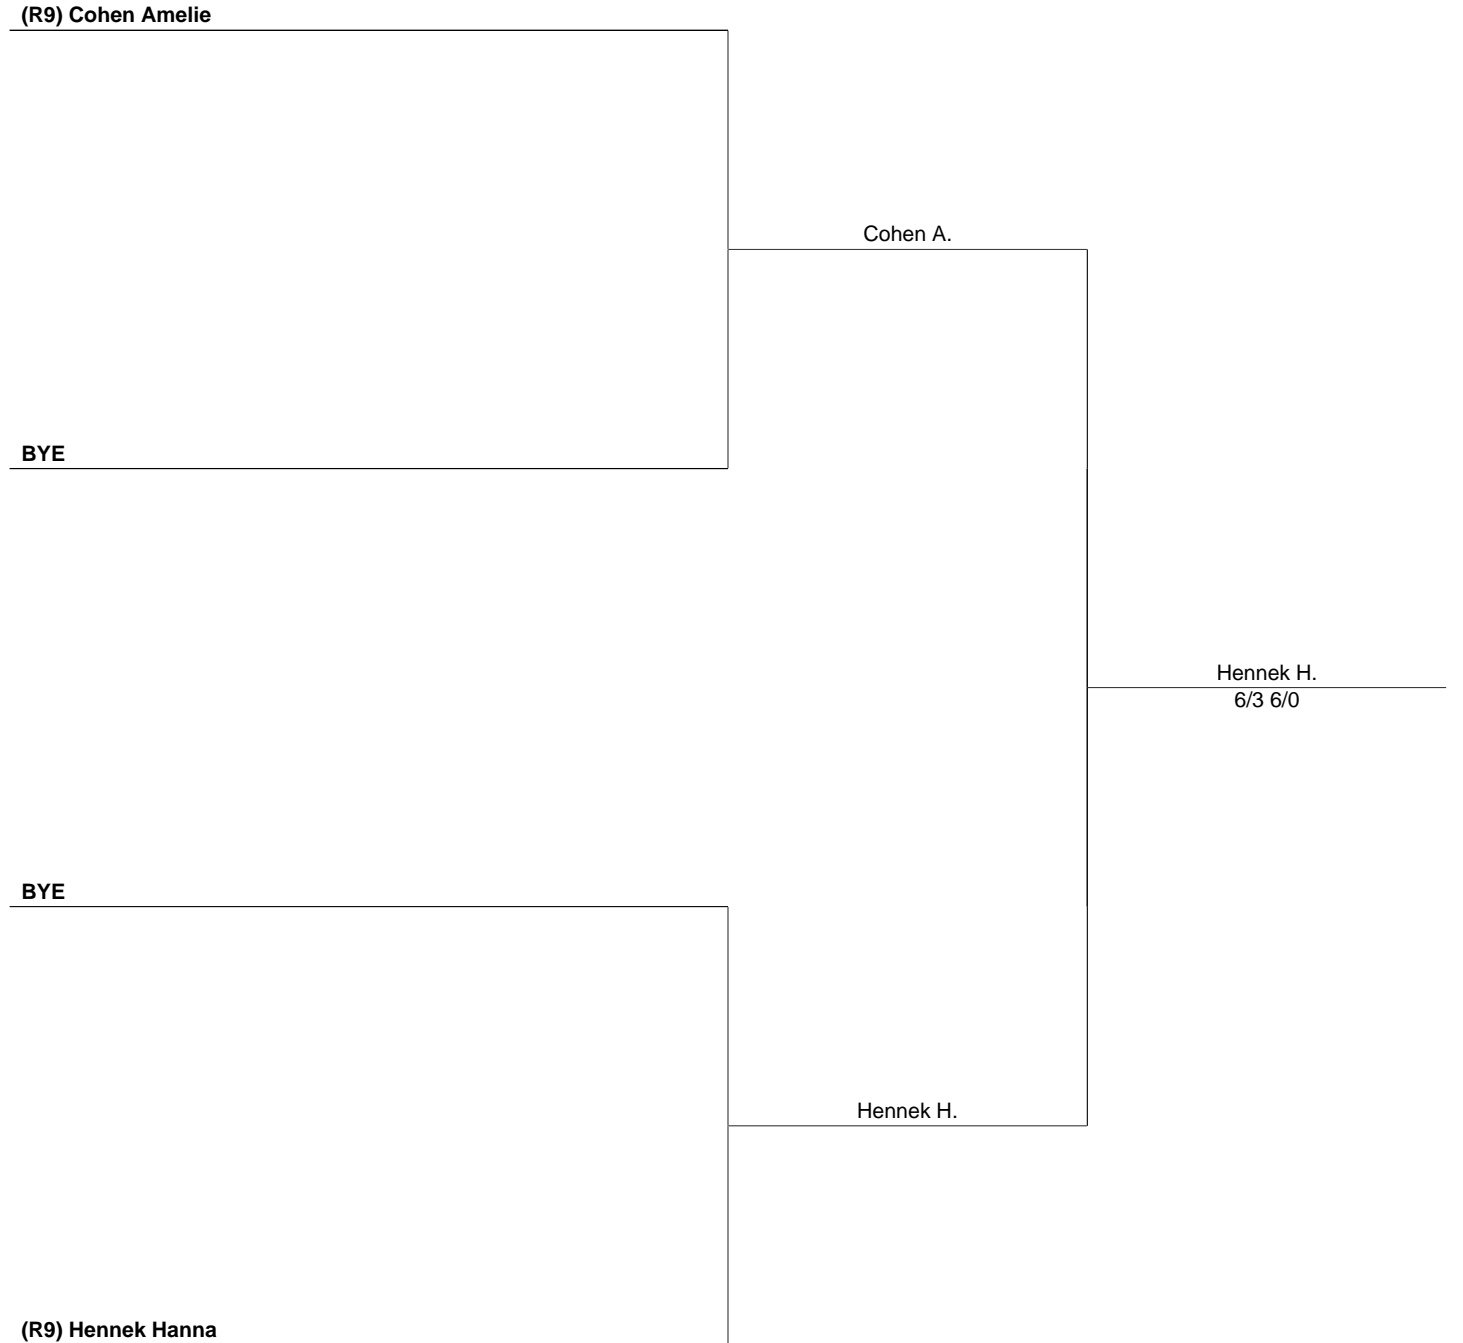 (R9) Cohen Amelie
Cohen A.
BYE
Hennek H.
6/3 6/0
BYE
Hennek H.
(R9) Hennek Hanna